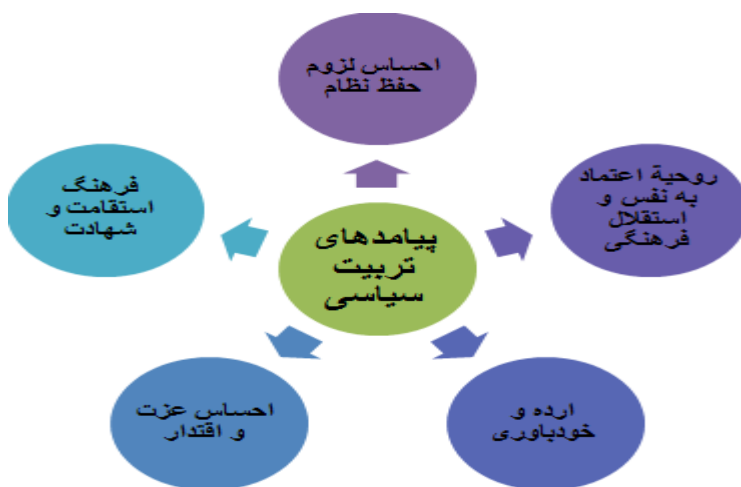 احساس لزوم
حفظ نظام
روحیة اعتماد
به نفس و
استقلال
فرهنگی
ارده و
خودباوری
احساس عزت
و اقتدار
فرهنگ
استقامت و
شهادت
پیامدهای
تربیت
سیاسی